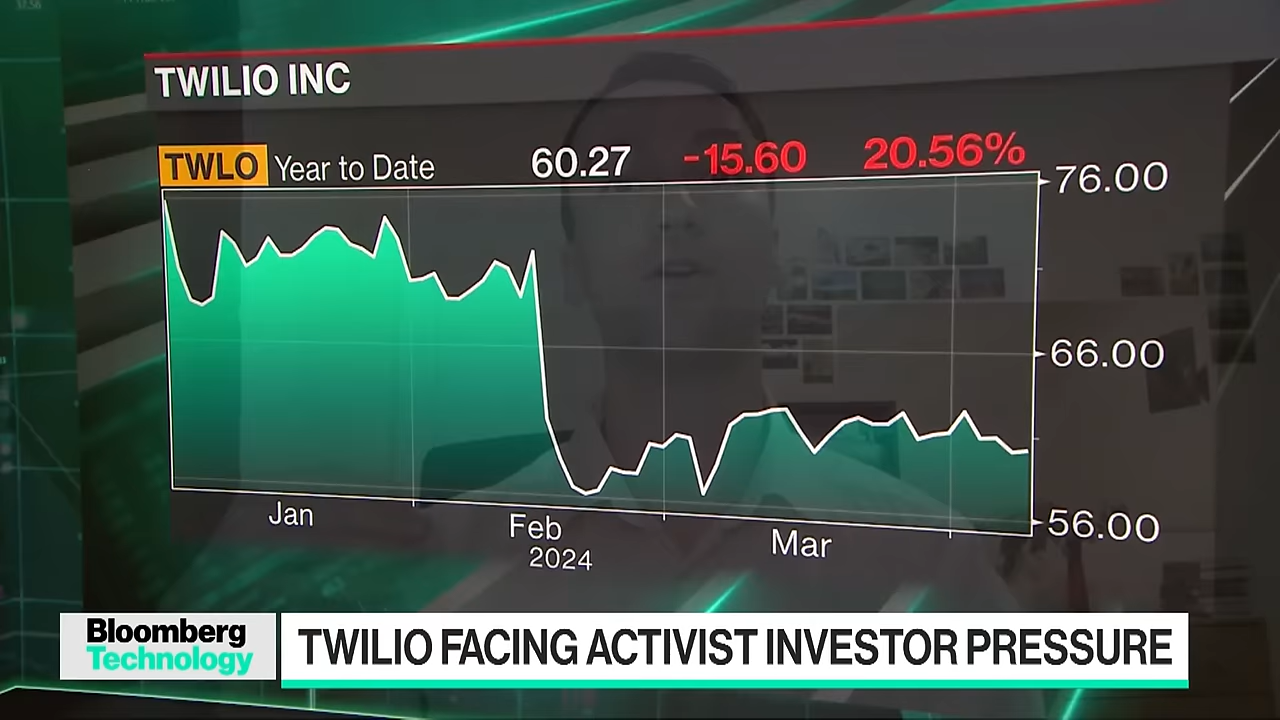 TWILIO INC
TWLO Year to Date 60.27 -15.60 20.56%
76.00
66.00
56.00
Jan Feb Mar
2024
Bloomberg
Technology
TWILIO FACING ACTIVIST INVESTOR PRESSURE